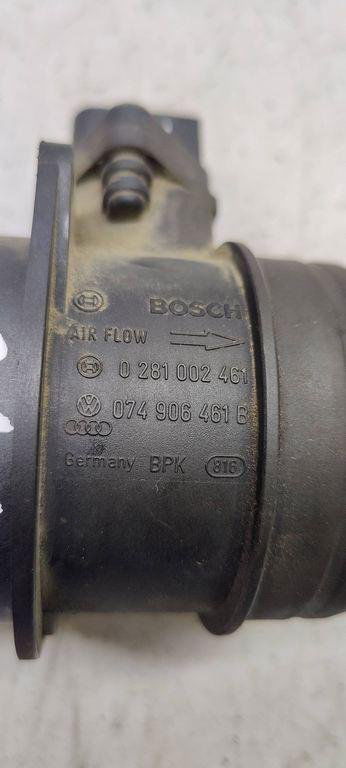 BOSCH
AIR FLOW
0 281 002 461
074 906 461 B
Germany BPK 816